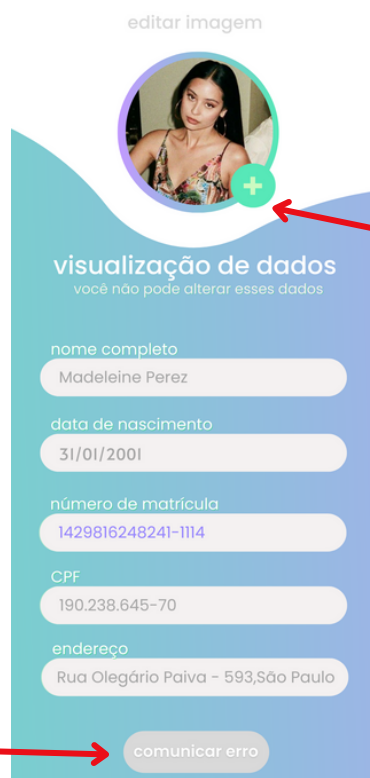 editar imagem
visualização de dados
você não pode alterar esses dados
nome completo
Madeleine Perez
data de nascimento
31/01/2001
número de matrícula
1429816248241-1114
CPF
190.238.645-70
endereço
Rua Olegário Paiva - 593,São Paulo
comunicar erro